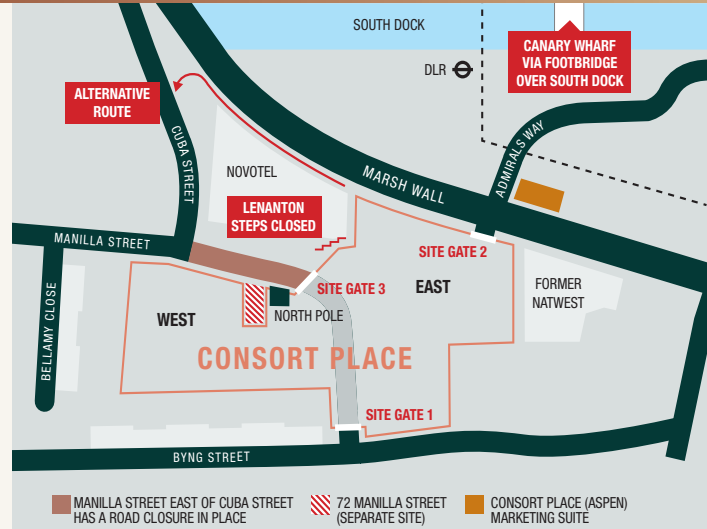 SOUTH DOCK
CANARY WHARF
VIA FOOTBRIDGE
OVER SOUTH DOCK
DLR
ALTERNATIVE
ROUTE
CUBA STREET
ADMIRALS WAY
NOVOTEL
MARSH WALL
LENANTON
STEPS CLOSED
MANILLA STREET
SITE GATE 2
SITE GATE 3
EAST
FORMER
NATWEST
BELLAMY CLOSE
WEST
NORTH POLE
CONSORT PLACE
SITE GATE 1
BYNG STREET
MANILLA STREET EAST OF CUBA STREET
HAS A ROAD CLOSURE IN PLACE
72 MANILLA STREET
(SEPARATE SITE)
CONSORT PLACE (ASPEN)
MARKETING SUITE